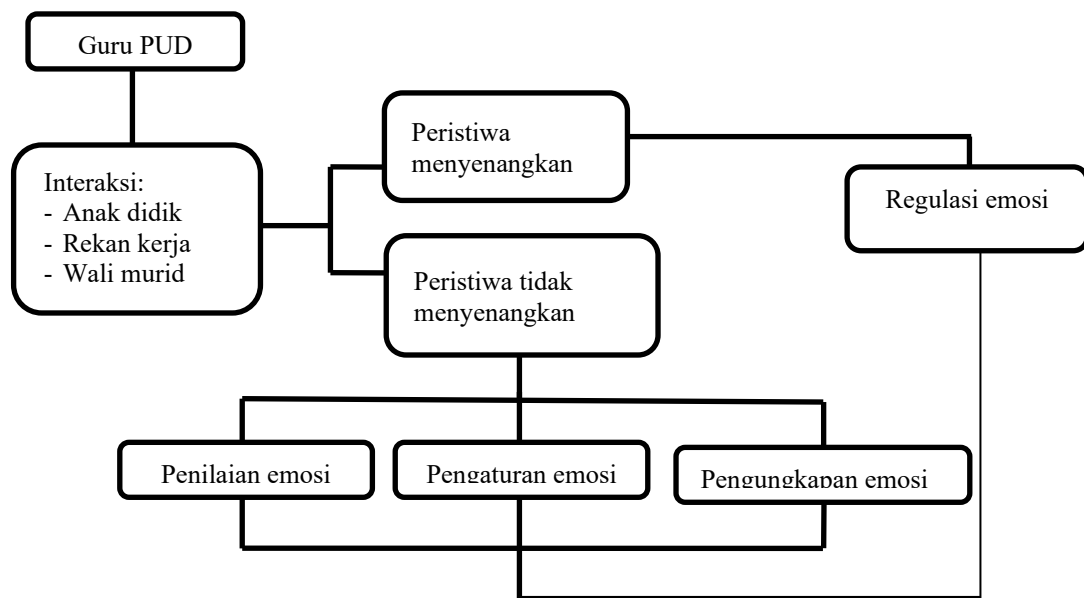 Guru PUD
Interaksi:
- Anak didik
- Rekan kerja
- Wali murid
Peristiwa
menyenangkan
Regulasi emosi
Peristiwa tidak
menyenangkan
Penilaian emosi
Pengaturan emosi
Pengungkapan emosi